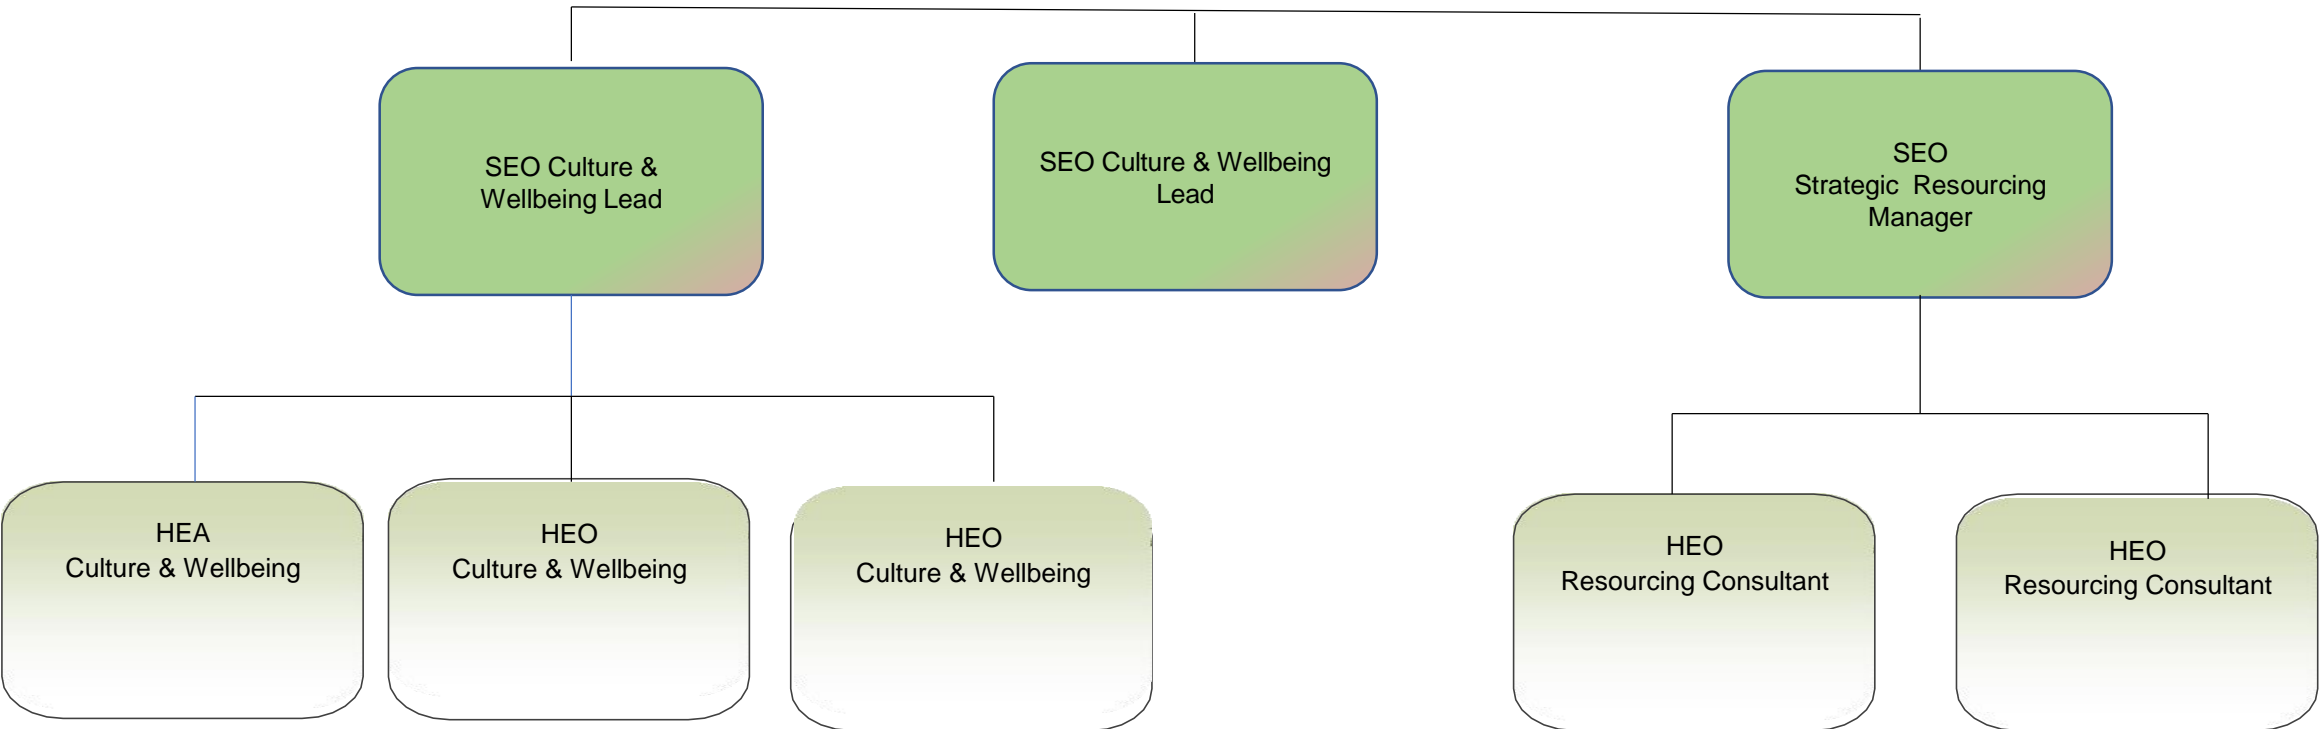 SEO Culture &
Wellbeing Lead
SEO Culture & Wellbeing
Lead
SEO
Strategic  Resourcing
Manager
HEA
Culture & Wellbeing
HEO
Culture & Wellbeing
HEO
Culture & Wellbeing
HEO
Resourcing Consultant
HEO
Resourcing Consultant